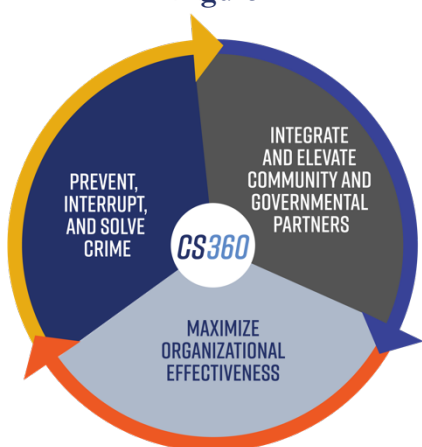 PREVENT,
INTERRUPT,
AND SOLVE
CRIME
INTEGRATE
AND ELEVATE
COMMUNITY AND
GOVERNMENTAL
PARTNERS
CS360
MAXIMIZE
ORGANIZATIONAL
EFFECTIVENESS